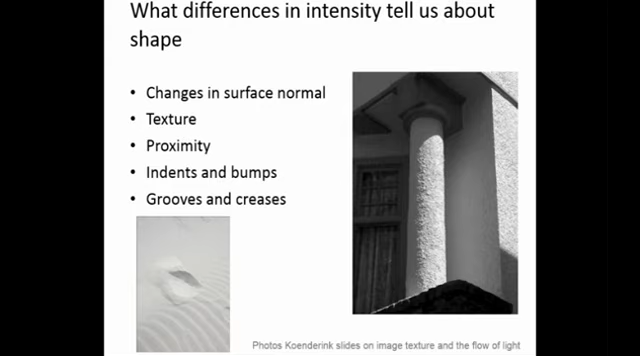 What differences in intensity tell us about
shape
• Changes in surface normal
• Texture
• Proximity
• Indents and bumps
• Grooves and creases
Photos Koenderink slides on image texture and the flow of light